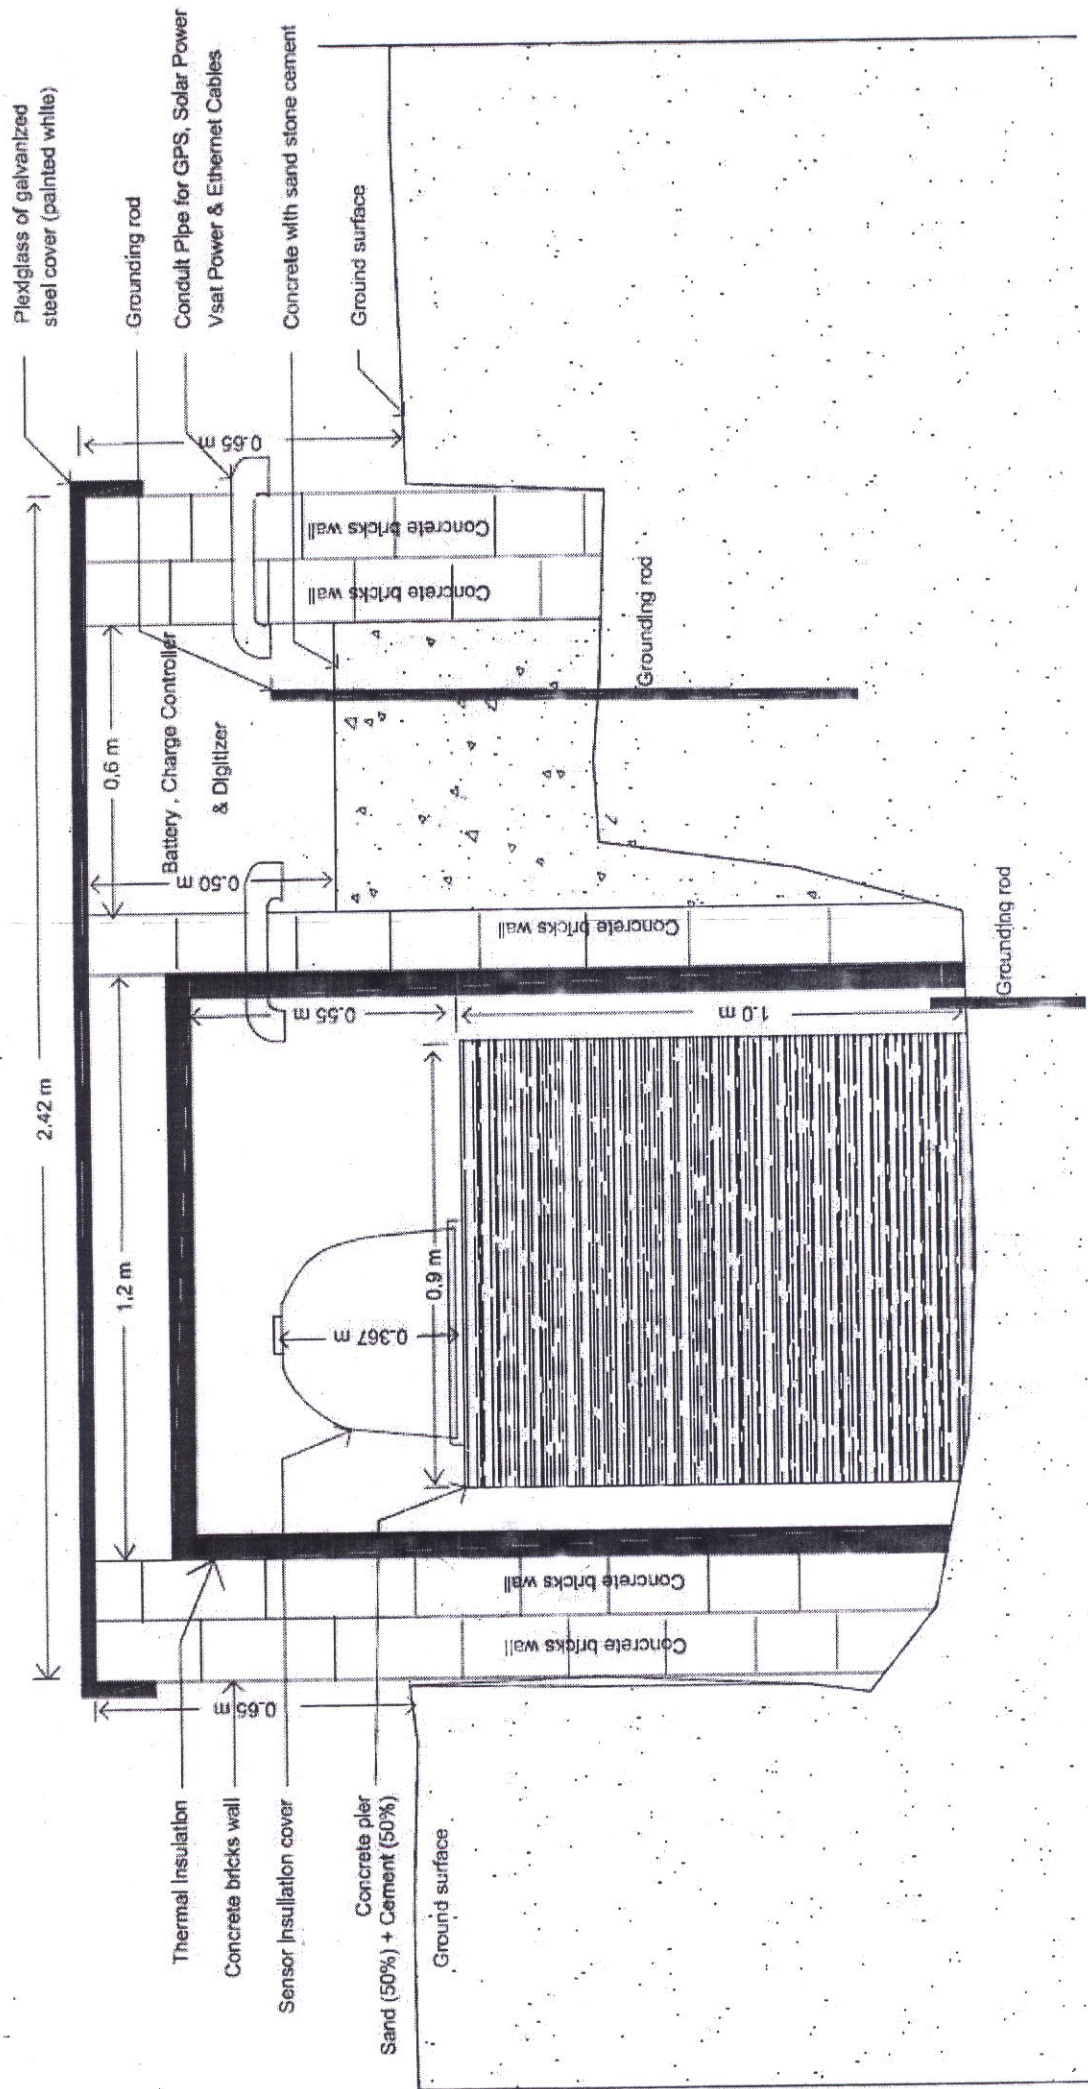 Plexiglass of galvanized
steel cover (painted white)
Grounding rod
Conduit Pipe for GPS, Solar Power
Vsat Power & Ethernet Cables
Concrete with sand stone cement
Ground surface
2.42 m
1.2 m
0.6 m
0.65 m
0.65 m
Battery , Charge Controller
& Digitizer
0.50 m
0.55 m
0.367 m
0.9 m
1.0 m
Thermal Insulation
Concrete bricks wall
Sensor Insullation cover
Concrete pier
Sand (50%) + Cement (50%)
Ground surface
Concrete bricks wall
Concrete bricks wall
Concrete bricks wall
Concrete bricks wall
Concrete bricks wall
Grounding rod
Grounding rod